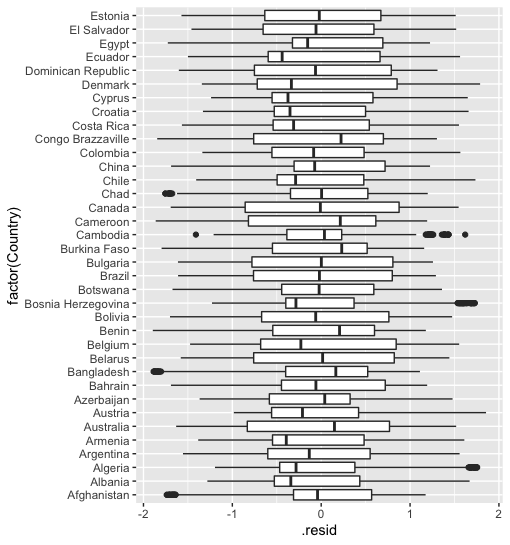 Estonia
El Salvador
Egypt
Ecuador
Dominican Republic
Denmark
Cyprus
Croatia
Costa Rica
Congo Brazzaville
Colombia
China
Chile
Chad
Canada
Cameroon
Cambodia
Burkina Faso
Bulgaria
Brazil
Botswana
Bosnia Herzegovina
Bolivia
Benin
Belgium
Belarus
Bangladesh
Bahrain
Azerbaijan
Austria
Australia
Armenia
Argentina
Algeria
Albania
Afghanistan
factor(Country)
-2 -1 0 1 2
.resid